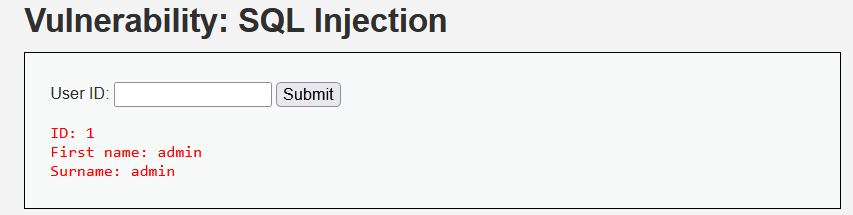 Vulnerability: SQL Injection
User ID: Submit
ID: 1
First name: admin
Surname: admin